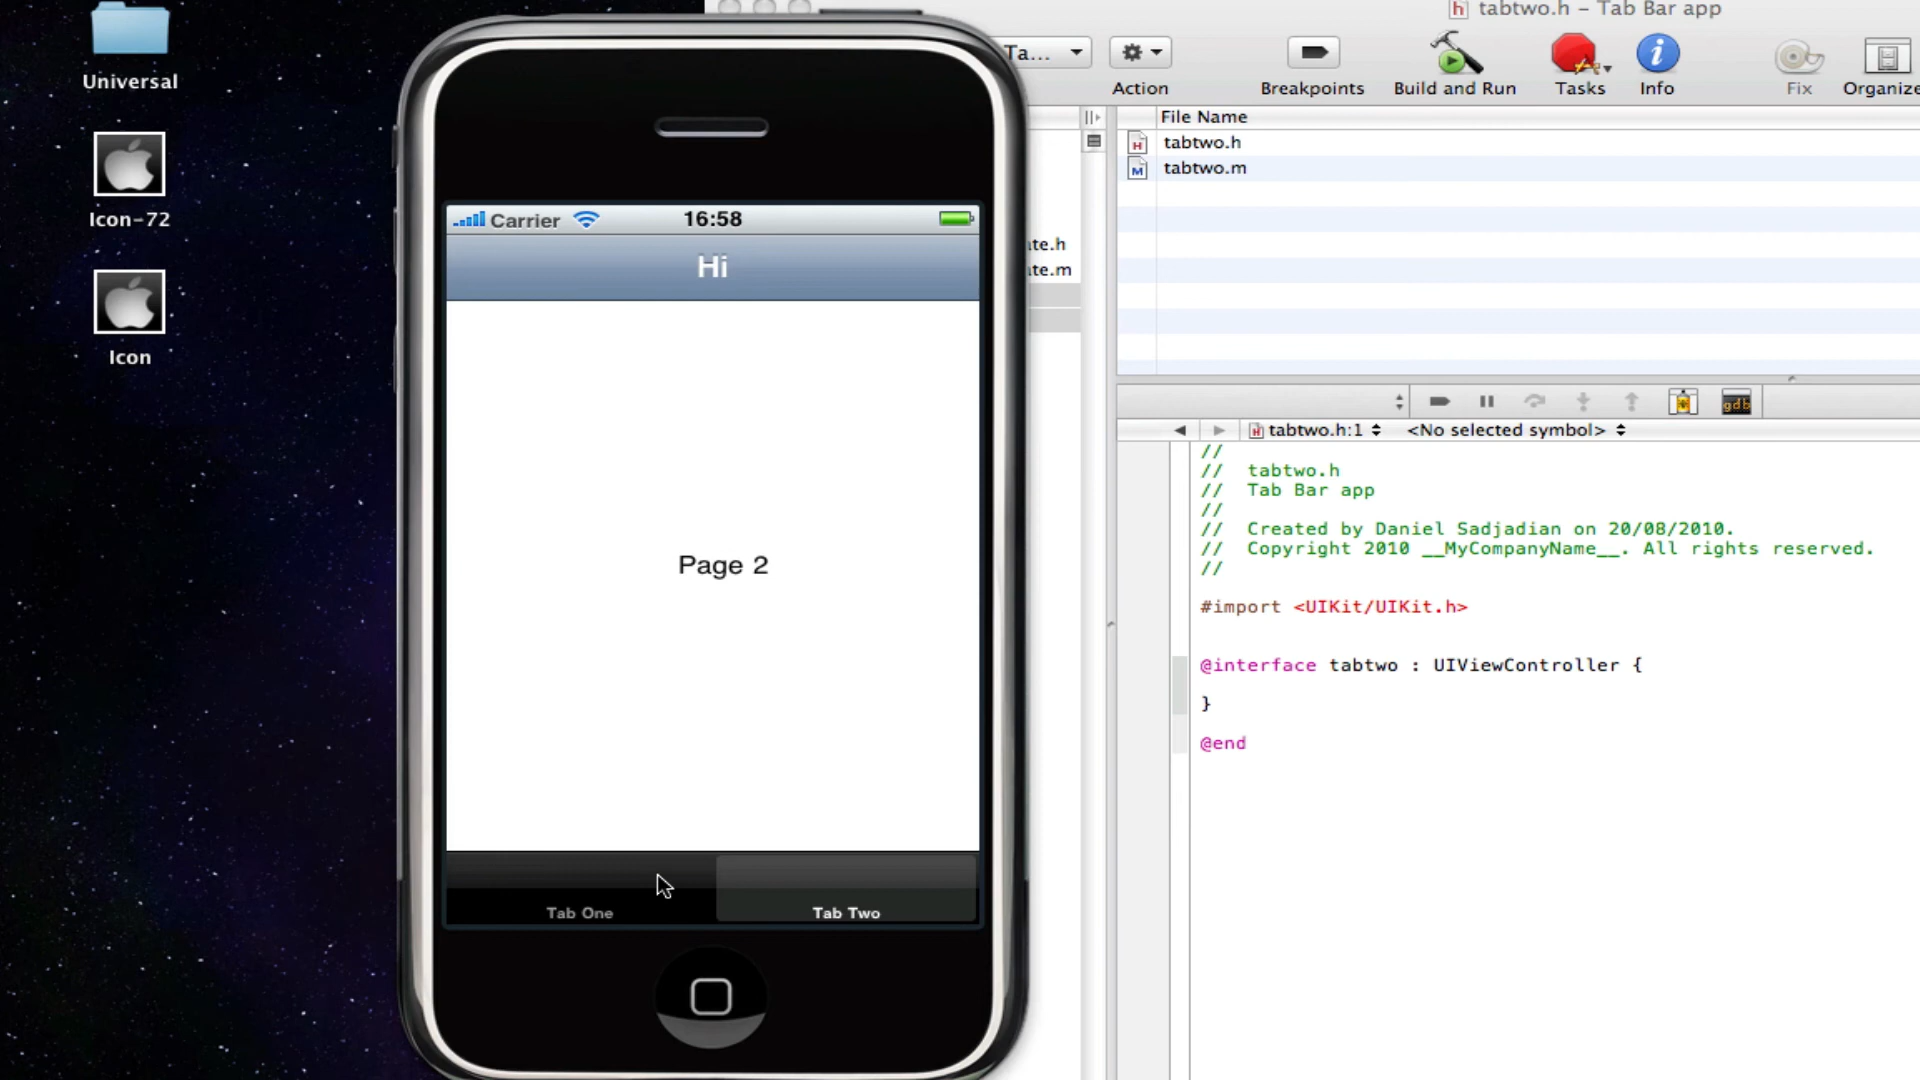 Universal
Icon-72
Icon
Carrier
16:58
Hi
Page 2
Tab One
Tab Two
tabtwo.h – Tab Bar app
Ta...
Action
Breakpoints
Build and Run
Tasks
Info
Fix
Organize
File Name
tabtwo.h
tabtwo.m
ate.h
ate.m
gdb
tabtwo.h:1
<No selected symbol>
//
// tabtwo.h
// Tab Bar app
//
// Created by Daniel Sadjadian on 20/08/2010.
// Copyright 2010 __MyCompanyName__. All rights reserved.
//
#import <UIKit/UIKit.h>
@interface tabtwo : UIViewController {
}
@end